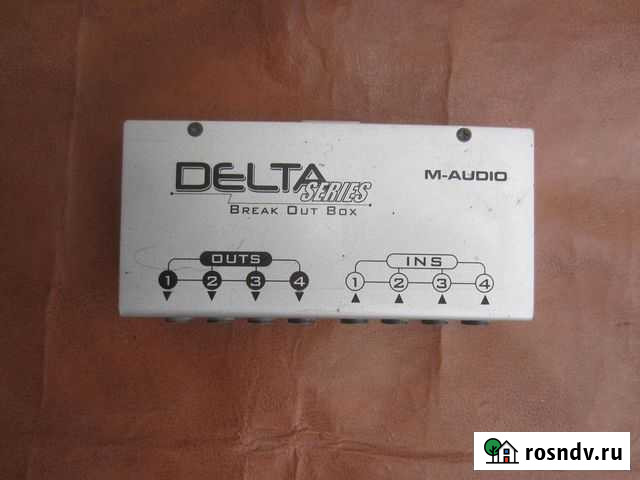 DELTA
SERIES
M-AUDIO
BREAK OUT BOX
OUTS
INS
1 2 3 4
1 2 3 4
rosndv.ru